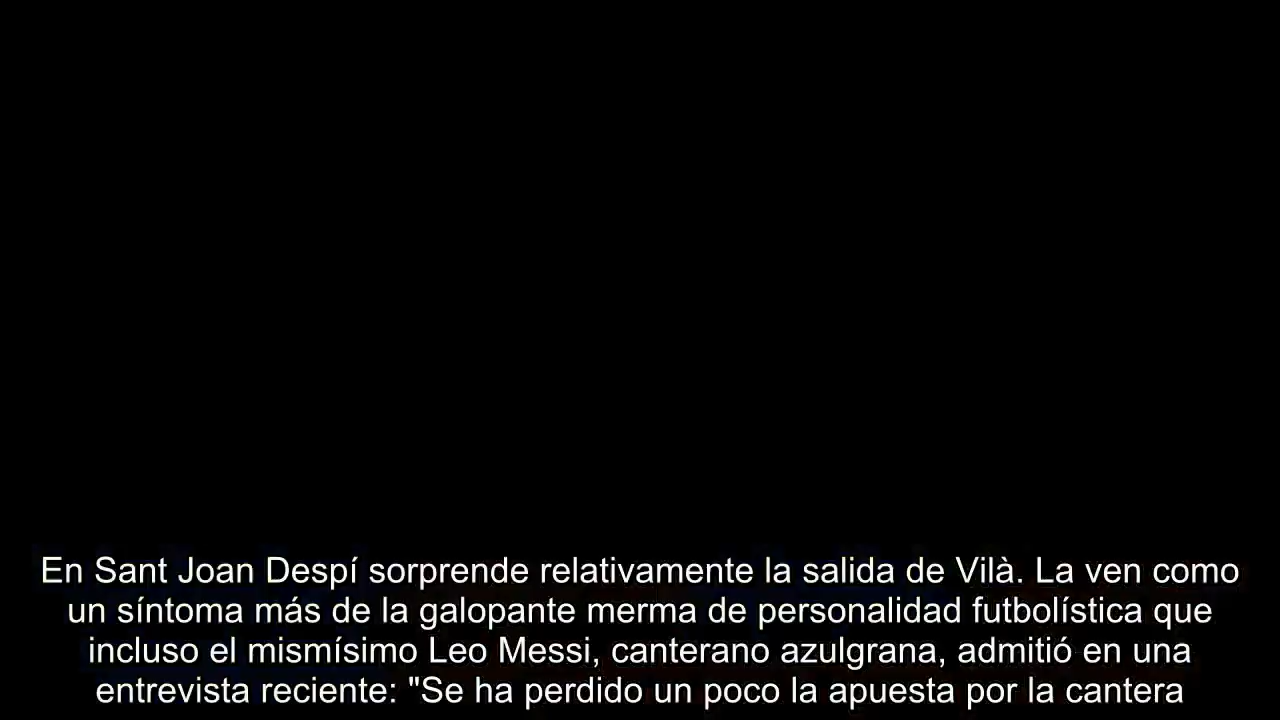 En Sant Joan Despí sorprende relativamente la salida de Vilà. La ven como
un síntoma más de la galopante merma de personalidad futbolística que
incluso el mismísimo Leo Messi, canterano azulgrana, admitió en una
entrevista reciente: "Se ha perdido un poco la apuesta por la cantera